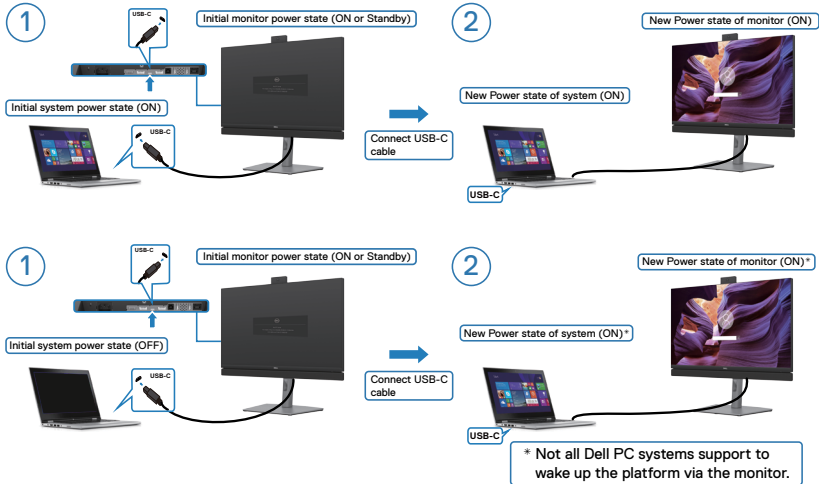 1
USB-C
Initial monitor power state (ON or Standby)
Initial system power state (ON)
USB-C
Connect USB-C
cable
2
New Power state of monitor (ON)
New Power state of system (ON)
USB-C
1
USB-C
Initial monitor power state (ON or Standby)
Initial system power state (OFF)
USB-C
Connect USB-C
cable
2
New Power state of monitor (ON)*
New Power state of system (ON)*
USB-C
* Not all Dell PC systems support to
wake up the platform via the monitor.